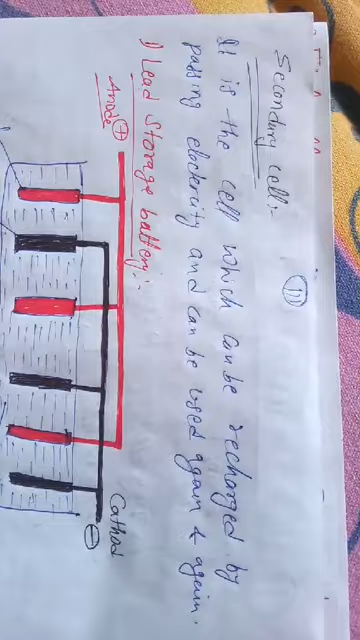 11
Secondary cell:-
It is the cell which can be recharged by
passing electricity and can be used again & again.
1) Lead Storage battery:-
Anode +
Cathod -